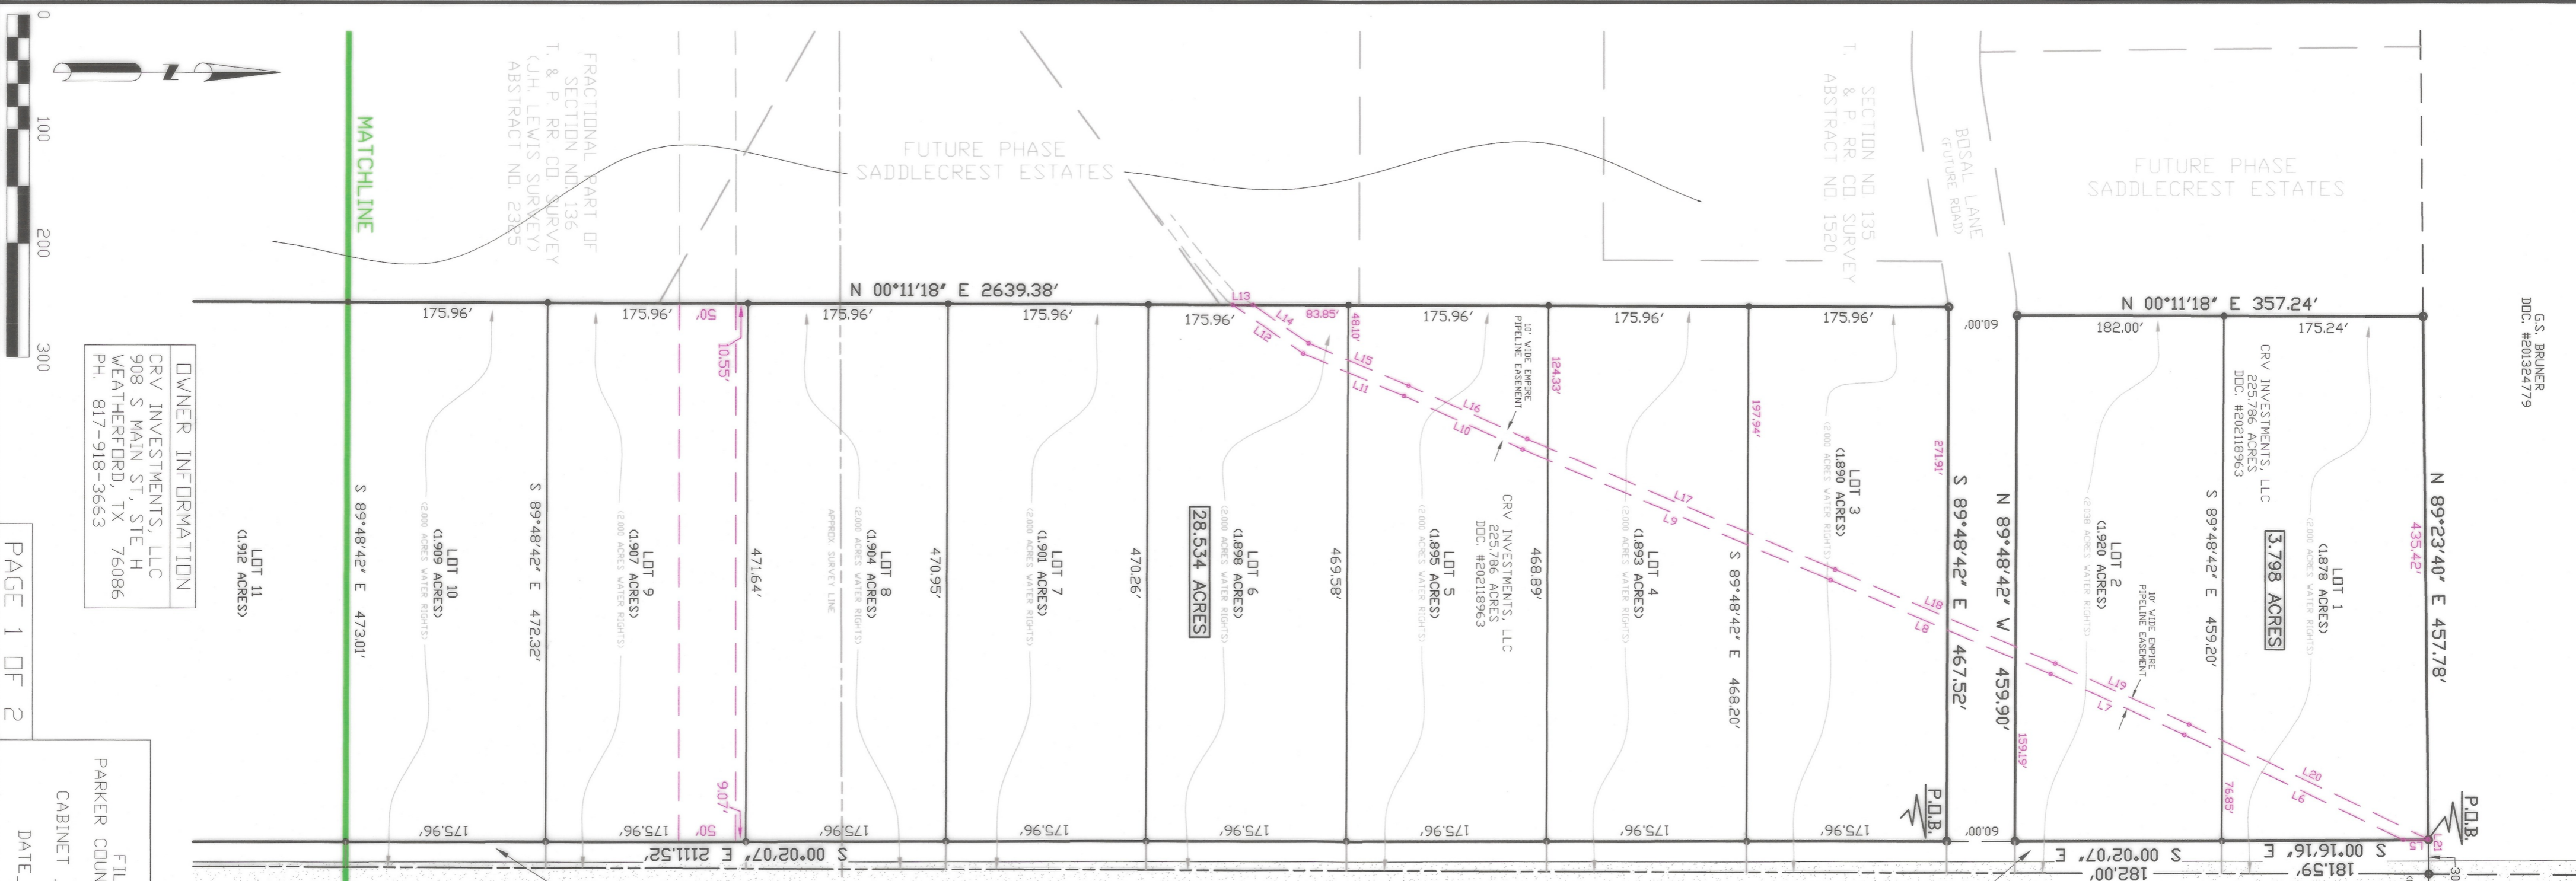 0
100
200
300
N
MATCHLINE
FRACTIONAL PART OF
SECTION NO. 136
T. & P. RR. CO. SURVEY
(J.H. LEWIS SURVEY)
ABSTRACT NO. 2385
FUTURE PHASE
SADDLECREST ESTATES
SECTION NO. 135
T. & P. RR. CO. SURVEY
ABSTRACT NO. 1520
BOSAL LANE
(FUTURE ROAD)
FUTURE PHASE
SADDLECREST ESTATES
G.S. BRUNER
DOC. #201324779
N 00°11'18" E 2639.38'
175.96'
175.96'
175.96'
175.96'
175.96'
175.96'
175.96'
N 00°11'18" E 357.24'
182.00'
175.24'
60.00'
50'
10.55'
L13
L14
L12
83.85'
48.10'
L15
L11
L16
L10
10' WIDE EMPIRE
PIPELINE EASEMENT
124.33'
197.94'
271.91'
L17
L9
L18
L8
L19
L7
L20
L6
L21
L5
CRV INVESTMENTS, LLC
225.786 ACRES
DOC. #202118963
3.798 ACRES
N 89°23'40" E 457.78'
435.42'
LOT 1
(1.878 ACRES)
(2.000 ACRES WATER RIGHTS)
S 89°48'42" E 459.20'
76.85'
LOT 2
(1.920 ACRES)
(2.038 ACRES WATER RIGHTS)
10' WIDE EMPIRE
PIPELINE EASEMENT
N 89°48'42" W 459.90'
159.19'
S 89°48'42" E 467.52'
LOT 3
(1.890 ACRES)
(2.000 ACRES WATER RIGHTS)
S 89°48'42" E 468.20'
LOT 4
(1.893 ACRES)
(2.000 ACRES WATER RIGHTS)
468.89'
CRV INVESTMENTS, LLC
225.786 ACRES
DOC. #202118963
LOT 5
(1.895 ACRES)
(2.000 ACRES WATER RIGHTS)
469.58'
LOT 6
(1.898 ACRES)
(2.000 ACRES WATER RIGHTS)
28.534 ACRES
470.26'
LOT 7
(1.901 ACRES)
(2.000 ACRES WATER RIGHTS)
470.95'
LOT 8
(1.904 ACRES)
(2.000 ACRES WATER RIGHTS)
APPROX SURVEY LINE
471.64'
LOT 9
(1.907 ACRES)
(2.000 ACRES WATER RIGHTS)
S 89°48'42" E 472.32'
LOT 10
(1.909 ACRES)
(2.000 ACRES WATER RIGHTS)
S 89°48'42" E 473.01'
LOT 11
(1.912 ACRES)
OWNER INFORMATION
CRV INVESTMENTS, LLC
908 S MAIN ST, STE H
WEATHERFORD, TX 76086
PH. 817-918-3663
PAGE 1 OF 2
FIL
PARKER COUN
CABINET
DATE
9.07'
50'
175.96'
175.96'
175.96'
175.96'
175.96'
175.96'
175.96'
175.96'
60.00'
P.O.B.
P.O.B.
S 00°02'07" E 2111.52'
S 00°02'07" E
182.00'
S 00°16'16" E
181.59'
30